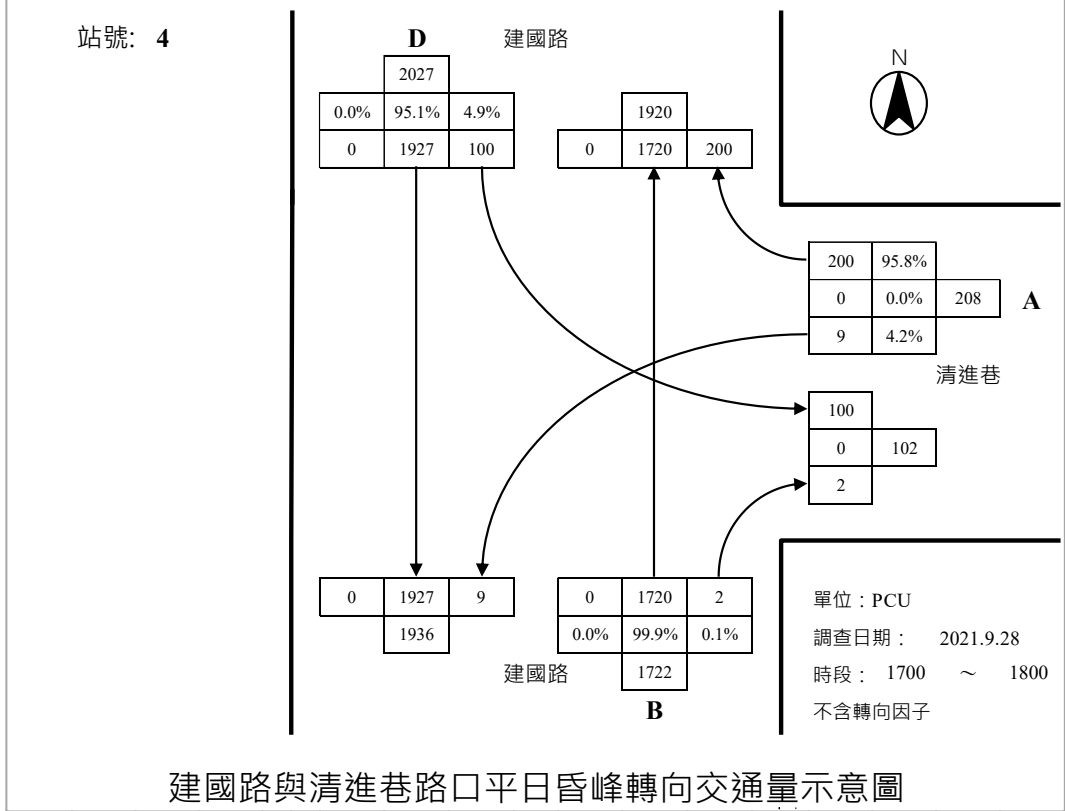 站號: 4
D 建國路
N
2027
0.0% 95.1% 4.9%
0 1927 100
1920
0 1720 200
200 95.8%
0 0.0% 208 A
9 4.2%
清進巷
100
0 102
2
0 1927 9
1936
0 1720 2
0.0% 99.9% 0.1%
1722
建國路
B
單位：PCU
調查日期： 2021.9.28
時段： 1700 ～ 1800
不含轉向因子
建國路與清進巷路口平日昏峰轉向交通量示意圖